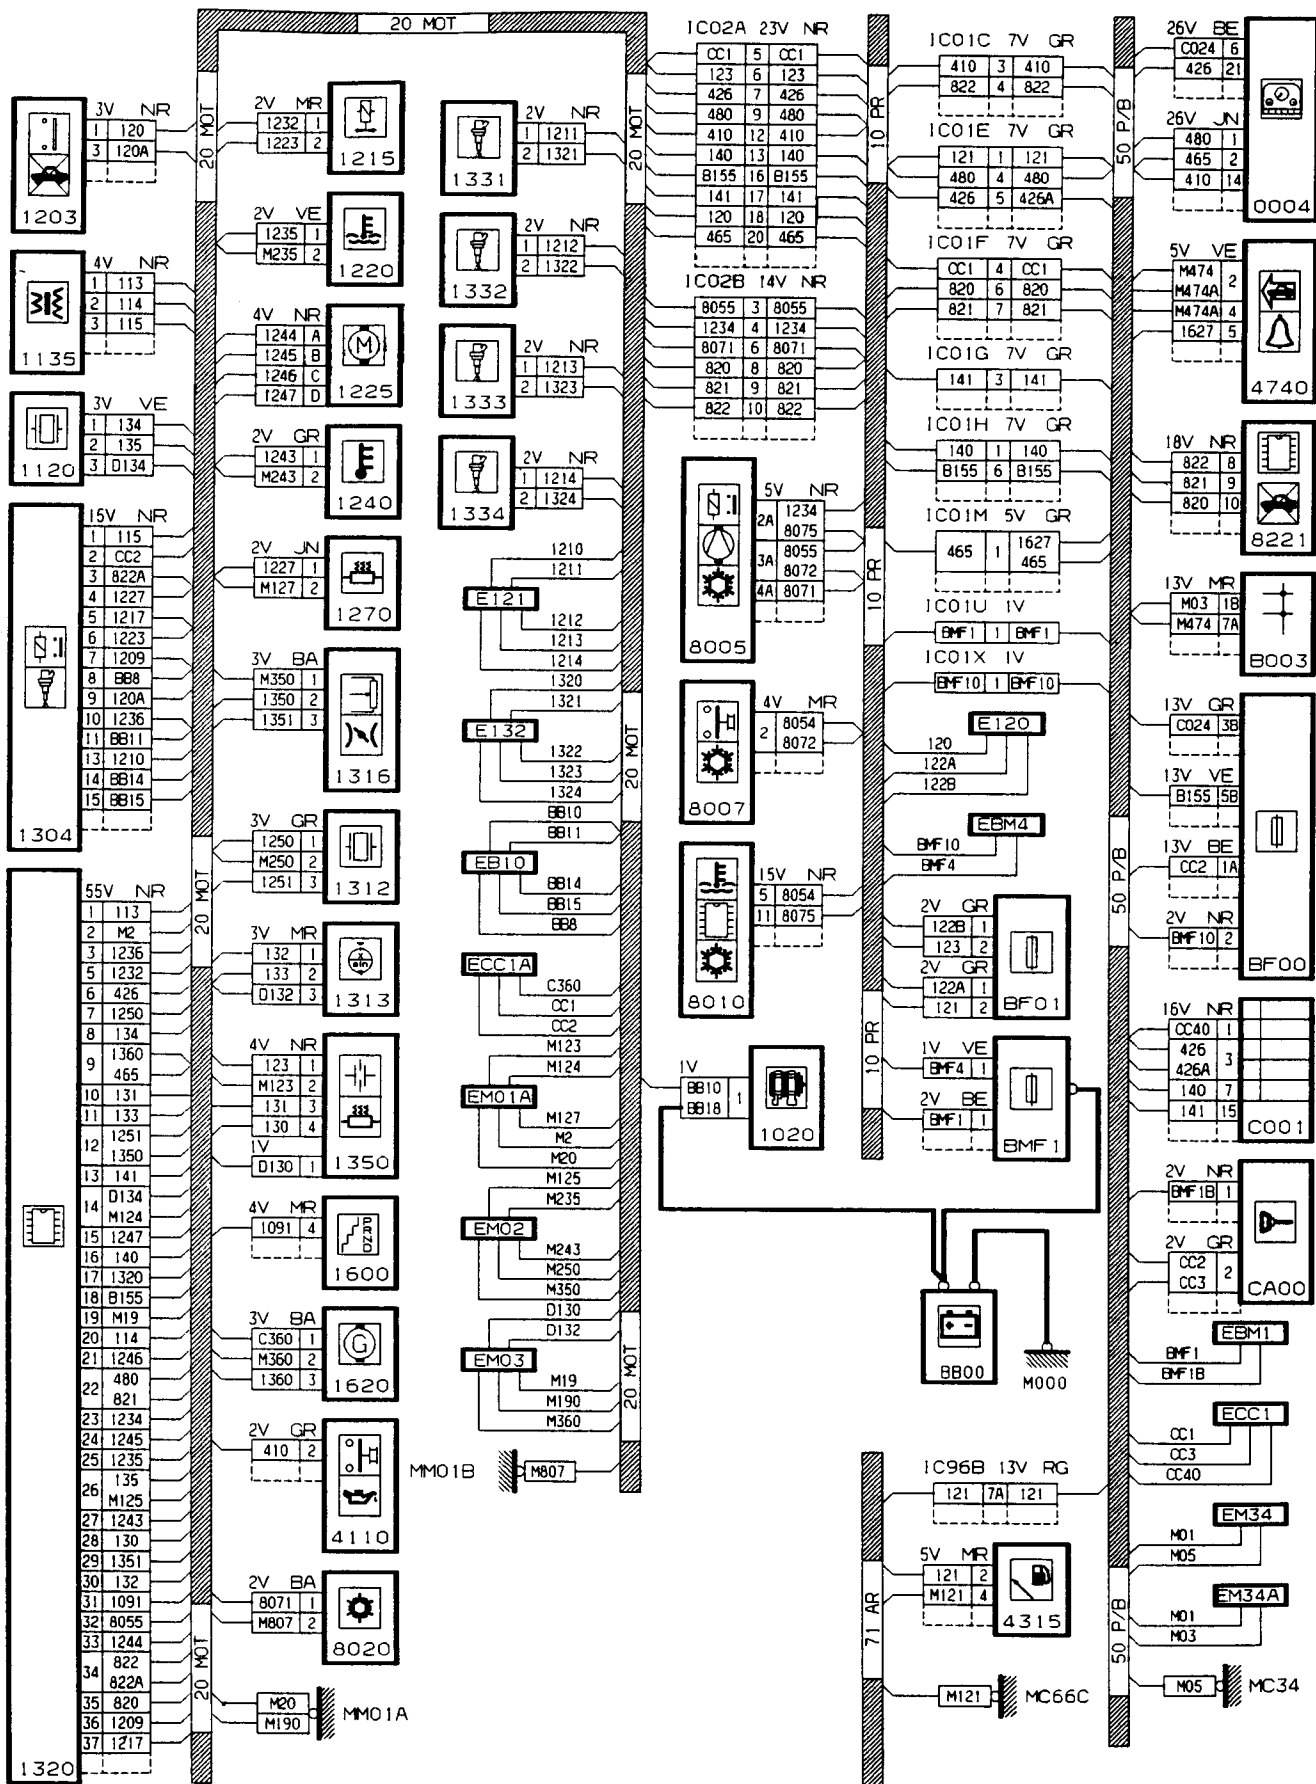 20 MOT
3V NR
1 120
3 120A
1203
4V NR
1 113
2 114
3 115
1135
3V VE
1 134
2 135
3 D134
1120
15V NR
1 115
2 CC2
3 822A
4 1227
5 1217
6 1223
7 1209
8 BB8
9 120A
10 1236
11 BB11
13 1210
14 BB14
15 BB15
1304
55V NR
1 113
2 M2
3 1236
5 1232
6 426
7 1250
8 134
9 1360
465
10 131
11 133
12 1251
1350
13 141
14 D134
M124
15 1247
16 140
17 1320
18 B155
19 M19
20 114
21 1246
22 480
821
23 1234
24 1245
25 1235
26 135
M125
27 1243
28 130
29 1351
30 132
31 1091
32 8055
33 1244
34 822
822A
35 820
36 1209
37 1217
1320
20 MOT
20 MOT
20 MOT
2V MR
1232 1
1223 2
1215
2V VE
1235 1
M235 2
1220
4V NR
1244 A
1245 B
1246 C
1247 D
M
1225
2V GR
1243 1
M243 2
1240
2V JN
1227 1
M127 2
1270
3V BA
M350 1
1350 2
1351 3
1316
3V GR
1250 1
M250 2
1251 3
1312
3V MR
132 1
133 2
D132 3
1313
4V NR
123 1
M123 2
131 3
130 4
1V
D130 1
1350
4V MR
1091 4
PRND
1600
3V BA
C360 1
M360 2
1360 3
G
1620
2V GR
410 2
4110
2V BA
8071 1
M807 2
8020
M20
M190
MM01A
2V NR
1 1211
2 1321
1331
2V NR
1 1212
2 1322
1332
2V NR
1 1213
2 1323
1333
2V NR
1 1214
2 1324
1334
1210
1211
E121
1212
1213
1214
1320
1321
E132
1322
1323
1324
BB10
BB11
EB10
BB14
BB15
BB8
ECC1A
C360
CC1
CC2
M123
M124
EM01A
M127
M2
M20
M125
M235
EM02
M243
M250
M350
D130
D132
EM03
M19
M190
M360
MM01B
M807
20 MOT
20 MOT
20 MOT
1C02A 23V NR
CC1 5 CC1
123 6 123
426 7 426
480 9 480
410 12 410
140 13 140
B155 16 B155
141 17 141
120 18 120
465 20 465
1C02B 14V NR
8055 3 8055
1234 4 1234
8071 6 8071
820 8 820
821 9 821
822 10 822
5V NR
2A 1234
8075
3A 8055
8072
4A 8071
8005
4V MR
2 8054
8072
8007
15V NR
5 8054
11 8075
8010
1V
BB10 1
BB18
1020
BB00
M000
10 PR
10 PR
10 PR
1C01C 7V GR
410 3 410
822 4 822
1C01E 7V GR
121 1 121
480 4 480
426 5 426A
1C01F 7V GR
CC1 4 CC1
820 6 820
821 7 821
1C01G 7V GR
141 3 141
1C01H 7V GR
140 1 140
B155 6 B155
1C01M 5V GR
465 1 1627
465
1C01U 1V
BMF1 1 BMF1
1C01X 1V
BMF10 1 BMF10
E120
120
122A
122B
EBM4
BMF10
BMF4
2V GR
122B 1
123 2
2V GR
122A 1
121 2
BF01
1V VE
BMF4 1
2V BE
BMF1 1
BMF1
1C96B 13V RG
121 7A 121
5V MR
121 2
M121 4
4315
M121
MC66C
71 AR
50 P/B
50 P/B
50 P/B
26V BE
C024 6
426 21
26V JN
480 1
465 2
410 14
0004
5V VE
M474 2
M474A
M474A 4
1627 5
4740
18V NR
822 8
821 9
820 10
8221
13V MR
M03 1B
M474 7A
B003
13V GR
C024 3B
13V VE
B155 5B
13V BE
CC2 1A
2V NR
BMF10 2
BF00
16V NR
CC40 1
426 3
426A
140 7
141 15
C001
2V NR
BMF1B 1
2V GR
CC2 2
CC3
CA00
EBM1
BMF1
BMF1B
ECC1
CC1
CC3
CC40
EM34
M01
M05
EM34A
M01
M03
M05
MC34